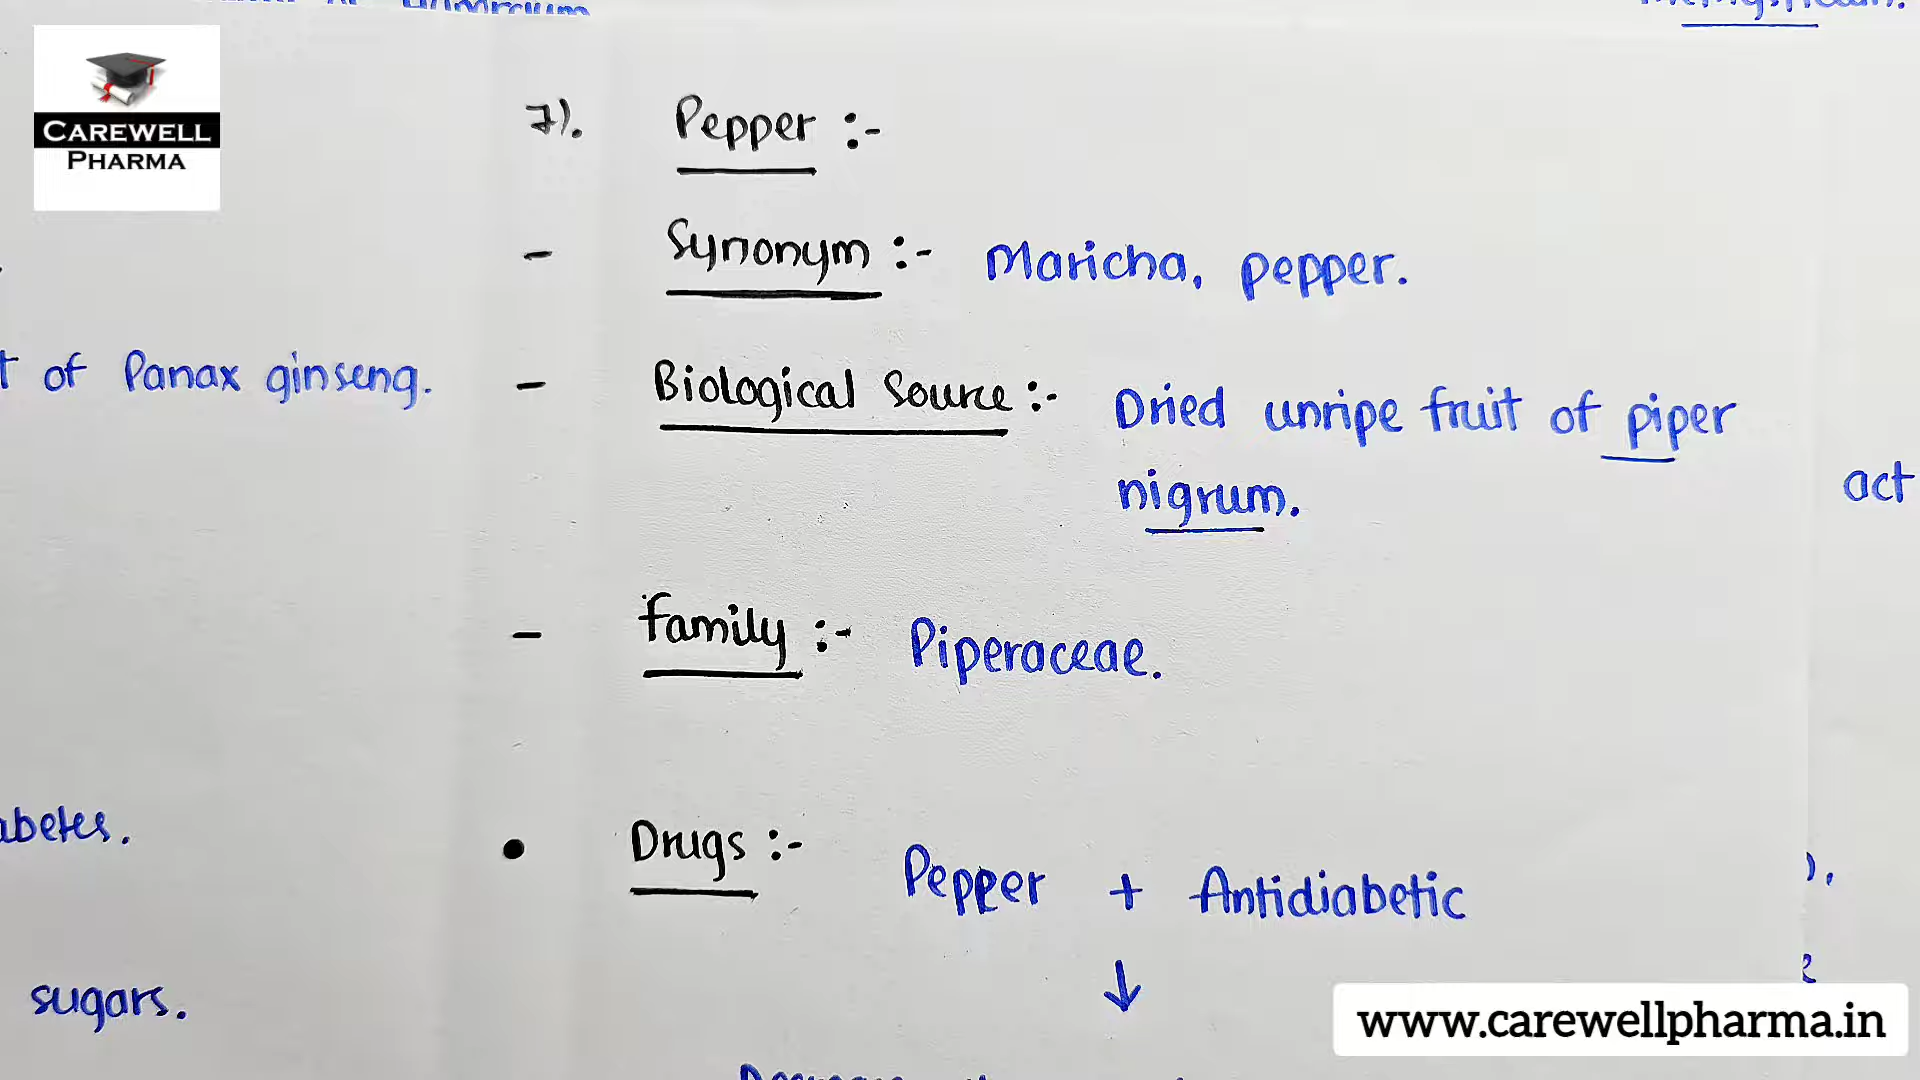 CAREWELL
PHARMA
7). Pepper :-
- Synonym :- Maricha, pepper.
t of Panax ginseng.
- Biological Source :- Dried unripe fruit of piper
nigrum.
act
- family :- Piperaceae.
abetes.
• Drugs :- Pepper + Antidiabetic
↓
sugars.
www.carewellpharma.in